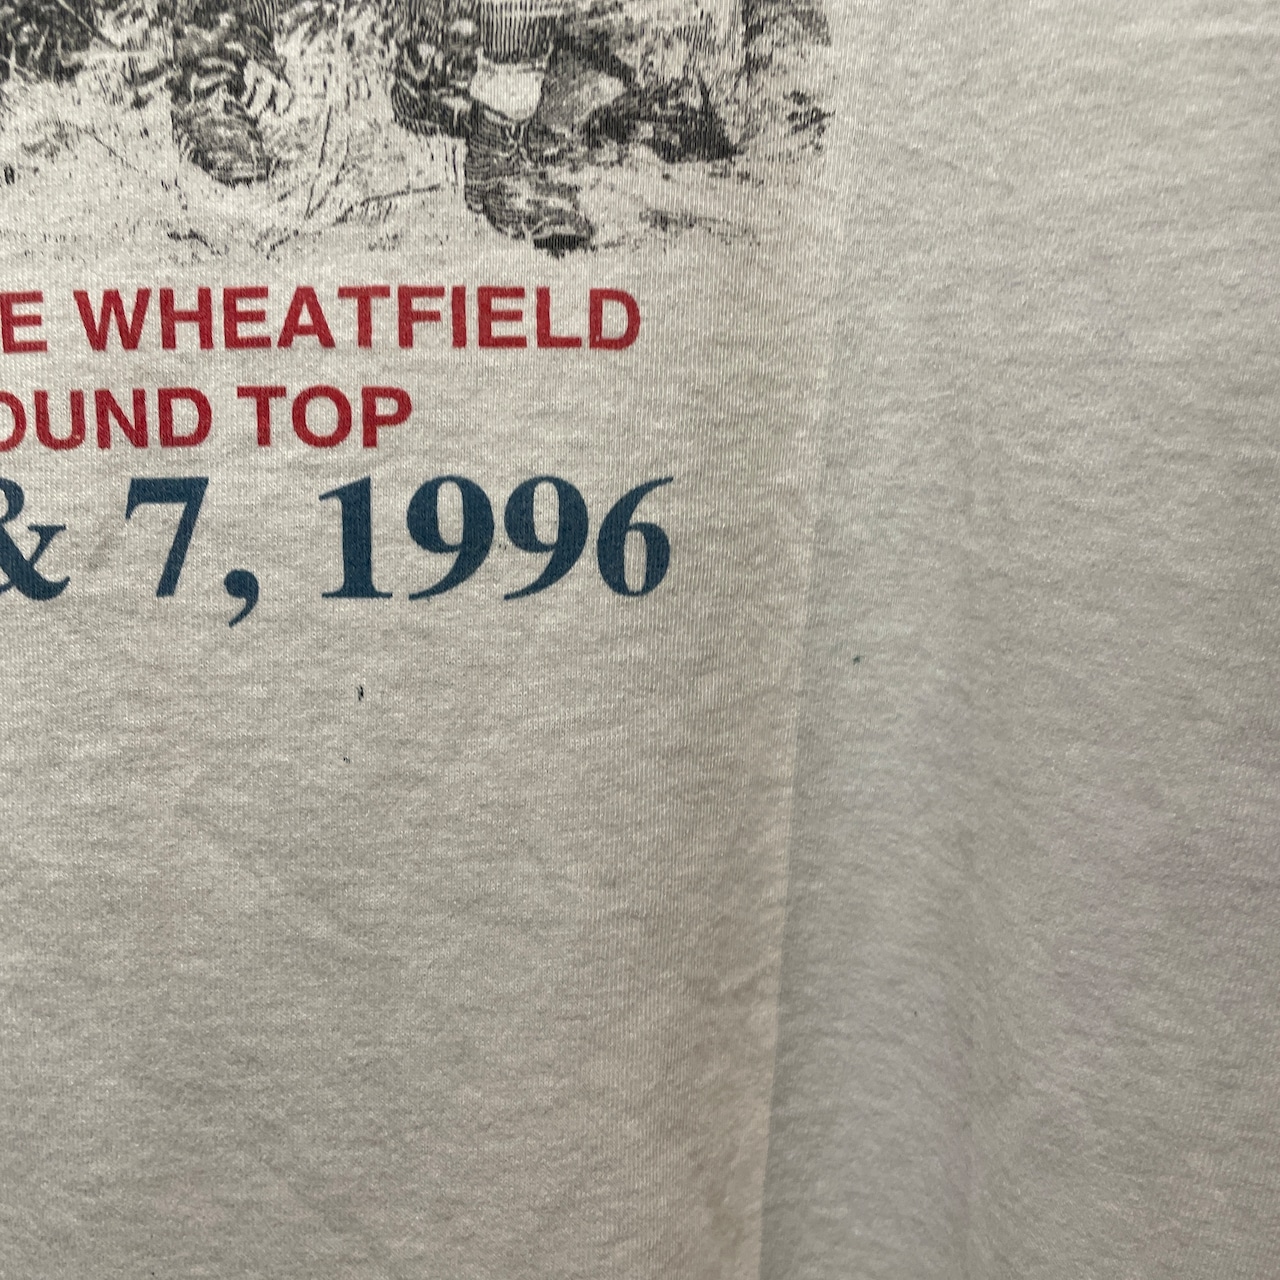 E WHEATFIELD
OUND TOP
& 7, 1996